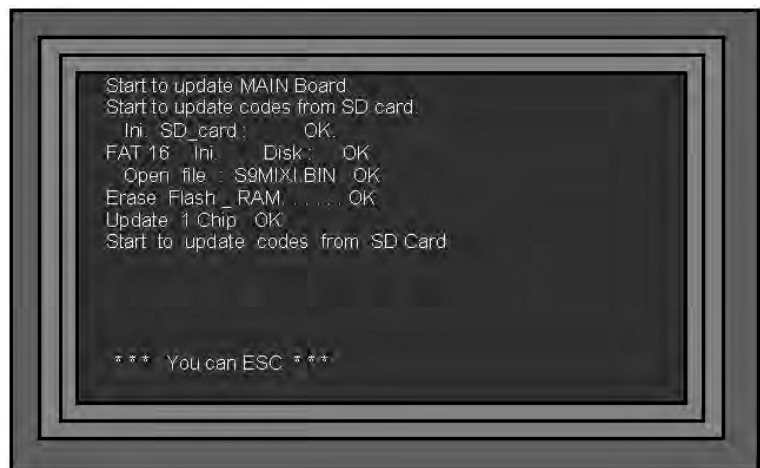 Start to update MAIN Board
Start to update codes from SD card.
Ini. SD_card : OK.
FAT 16 Ini. Disk : OK
Open file : S9MIXI.BIN OK
Erase Flash _ RAM. . . . . . OK
Update 1 Chip OK
Start to update codes from SD Card
*** You can ESC ***